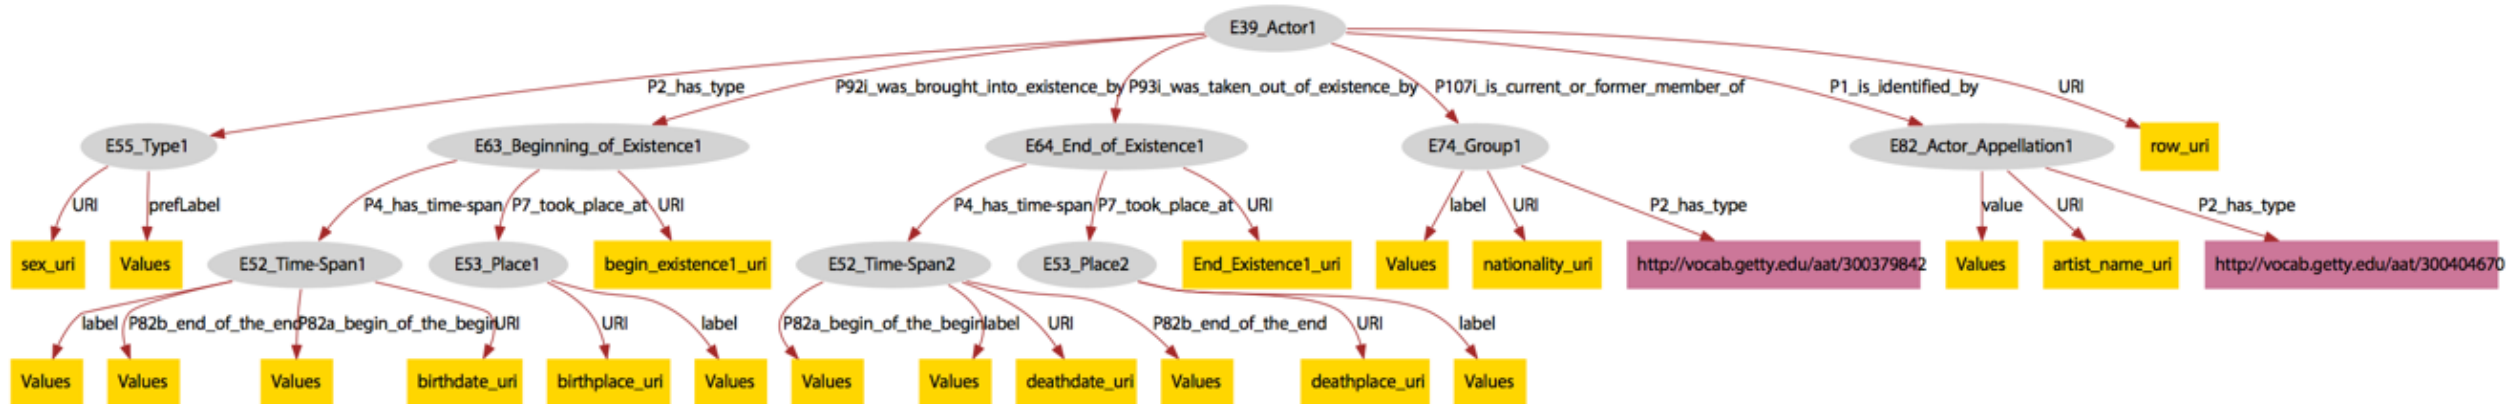 E39_Actor1
P2_has_type
P92i_was_brought_into_existence_by
P93i_was_taken_out_of_existence_by
P107i_is_current_or_former_member_of
P1_is_identified_by
URI
E55_Type1
E63_Beginning_of_Existence1
E64_End_of_Existence1
E74_Group1
E82_Actor_Appellation1
row_uri
URI
prefLabel
P4_has_time-span
P7_took_place_at
URI
P4_has_time-span
P7_took_place_at
URI
label
URI
P2_has_type
value
URI
P2_has_type
sex_uri
Values
E52_Time-Span1
E53_Place1
begin_existence1_uri
E52_Time-Span2
E53_Place2
End_Existence1_uri
Values
nationality_uri
http://vocab.getty.edu/aat/300379842
Values
artist_name_uri
http://vocab.getty.edu/aat/300404670
label
P82b_end_of_the_end
P82a_begin_of_the_begin
URI
URI
label
P82a_begin_of_the_begin
label
URI
P82b_end_of_the_end
URI
label
Values
Values
Values
birthdate_uri
birthplace_uri
Values
Values
Values
deathdate_uri
Values
deathplace_uri
Values